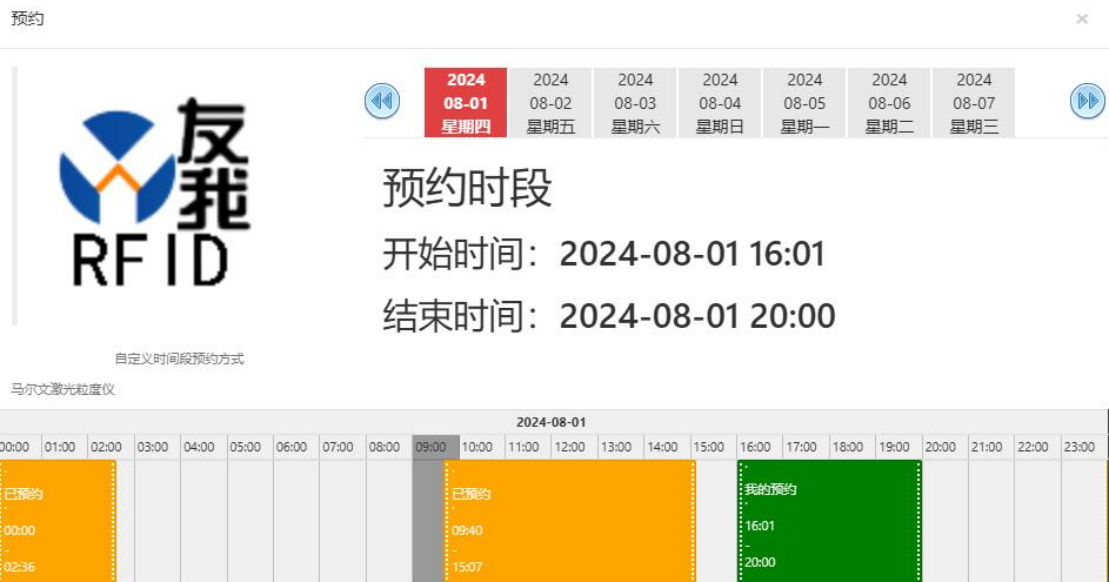 预约
×
友我
RFID
2024 2024 2024 2024 2024 2024 2024
08-01 08-02 08-03 08-04 08-05 08-06 08-07
星期四 星期五 星期六 星期日 星期一 星期二 星期三
预约时段
开始时间：2024-08-01 16:01
结束时间：2024-08-01 20:00
自定义时间段预约方式
马尔文激光粒度仪
2024-08-01
00:00 01:00 02:00 03:00 04:00 05:00 06:00 07:00 08:00 09:00 10:00 11:00 12:00 13:00 14:00 15:00 16:00 17:00 18:00 19:00 20:00 21:00 22:00 23:00
已预约 已预约 我的预约
00:00 09:40 16:01
- - -
02:36 15:07 20:00